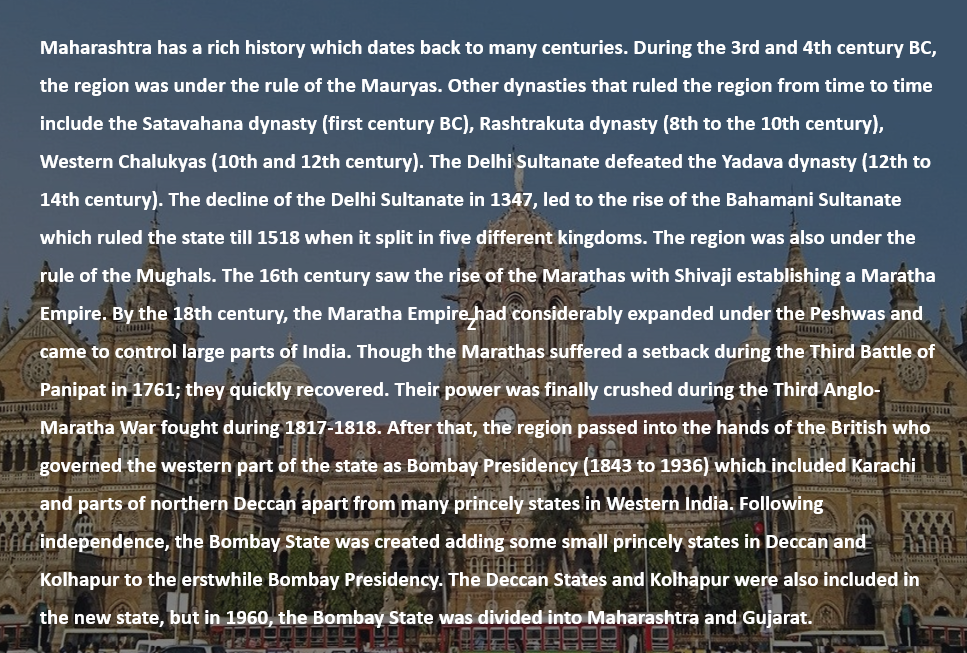 Maharashtra has a rich history which dates back to many centuries. During the 3rd and 4th century BC,
the region was under the rule of the Mauryas. Other dynasties that ruled the region from time to time
include the Satavahana dynasty (first century BC), Rashtrakuta dynasty (8th to the 10th century),
Western Chalukyas (10th and 12th century). The Delhi Sultanate defeated the Yadava dynasty (12th to
14th century). The decline of the Delhi Sultanate in 1347, led to the rise of the Bahamani Sultanate
which ruled the state till 1518 when it split in five different kingdoms. The region was also under the
rule of the Mughals. The 16th century saw the rise of the Marathas with Shivaji establishing a Maratha
Empire. By the 18th century, the Maratha Empire had considerably expanded under the Peshwas and
came to control large parts of India. Though the Marathas suffered a setback during the Third Battle of
Panipat in 1761; they quickly recovered. Their power was finally crushed during the Third Anglo-
Maratha War fought during 1817-1818. After that, the region passed into the hands of the British who
governed the western part of the state as Bombay Presidency (1843 to 1936) which included Karachi
and parts of northern Deccan apart from many princely states in Western India. Following
independence, the Bombay State was created adding some small princely states in Deccan and
Kolhapur to the erstwhile Bombay Presidency. The Deccan States and Kolhapur were also included in
the new state, but in 1960, the Bombay State was divided into Maharashtra and Gujarat.